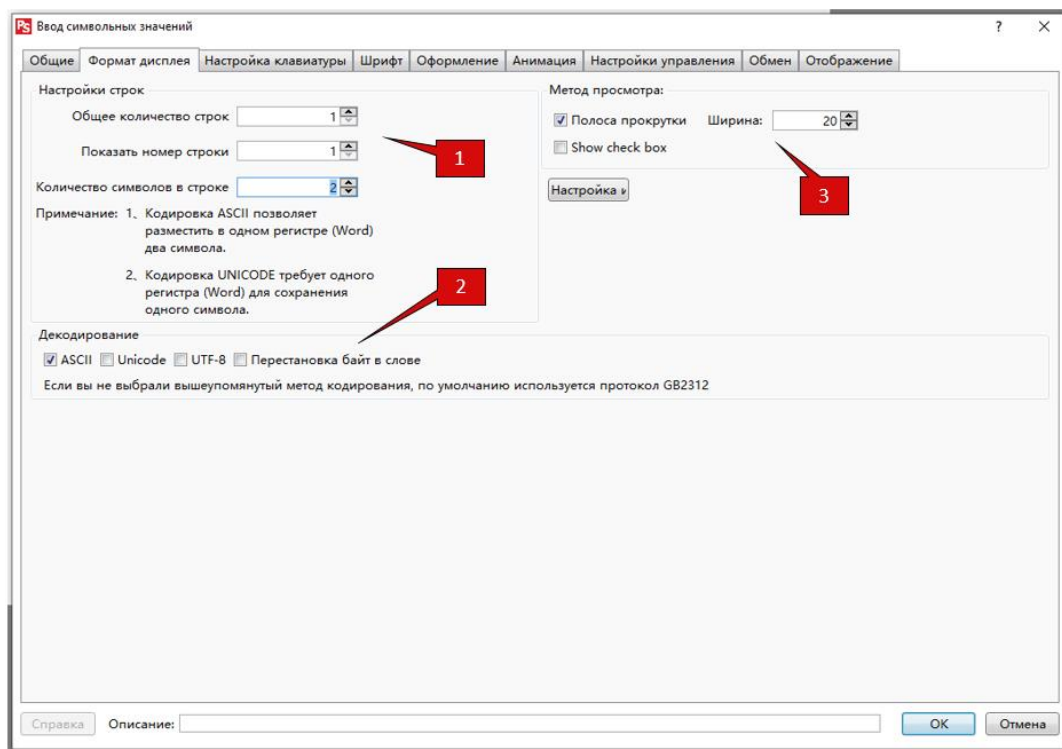 PS Ввод символьных значений ?
Общие Формат дисплея Настройка клавиатуры Шрифт Оформление Анимация Настройки управления Обмен Отображение
Настройки строк
Общее количество строк 1
Показать номер строки 1
1
Количество символов в строке 2
Примечание: 1、Кодировка ASCII позволяет
разместить в одном регистре (Word)
два символа.
2、Кодировка UNICODE требует одного
регистра (Word) для сохранения
одного символа.
2
Метод просмотра:
Полоса прокрутки Ширина: 20
Show check box
3
Настройка
Декодирование
ASCII Unicode UTF-8 Перестановка байт в слове
Если вы не выбрали вышеупомянутый метод кодирования, по умолчанию используется протокол GB2312
Справка Описание: OK Отмена